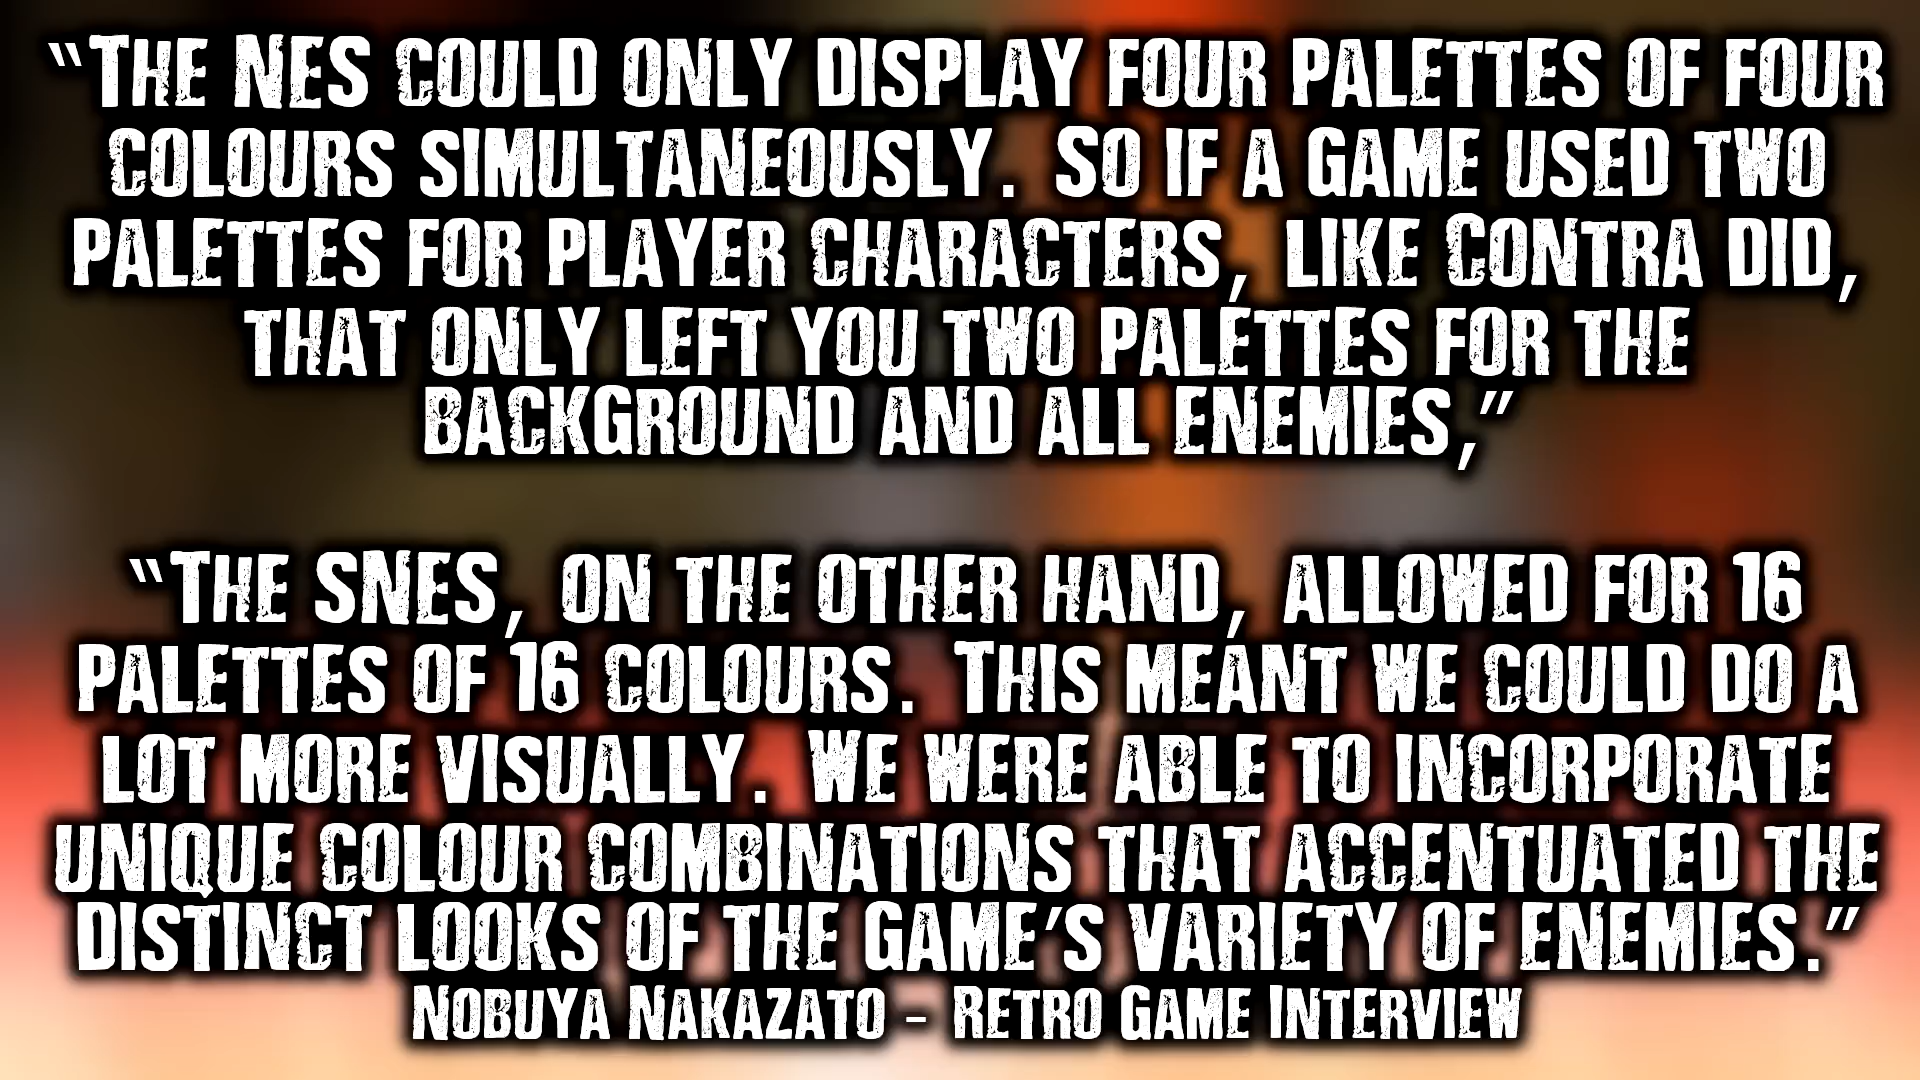 “The NES could only display four palettes of four
colours simultaneously. So if a game used two
palettes for player characters, like Contra did,
that only left you two palettes for the
background and all enemies,”
“The SNES, on the other hand, allowed for 16
palettes of 16 colours. This meant we could do a
lot more visually. We were able to incorporate
unique colour combinations that accentuated the
distinct looks of the game’s variety of enemies.”
Nobuya Nakazato - Retro Game Interview